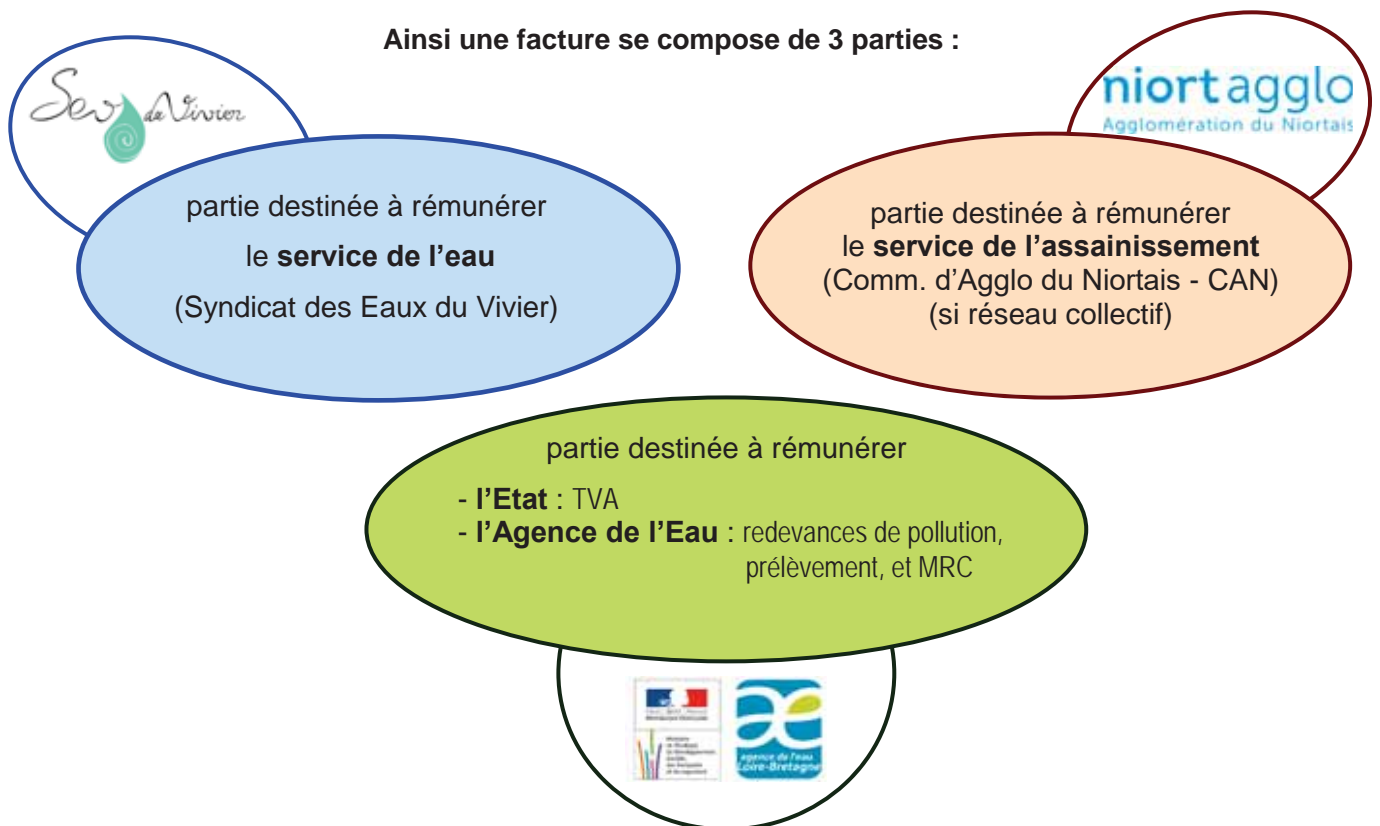 Ainsi une facture se compose de 3 parties :
Sev du Vivier
niortagglo
Agglomération du Niortais
partie destinée à rémunérer
le service de l'eau
(Syndicat des Eaux du Vivier)
partie destinée à rémunérer
le service de l'assainissement
(Comm. d'Agglo du Niortais - CAN)
(si réseau collectif)
partie destinée à rémunérer
- l'Etat : TVA
- l'Agence de l'Eau : redevances de pollution,
prélèvement, et MRC
agence de l'eau
Loire-Bretagne